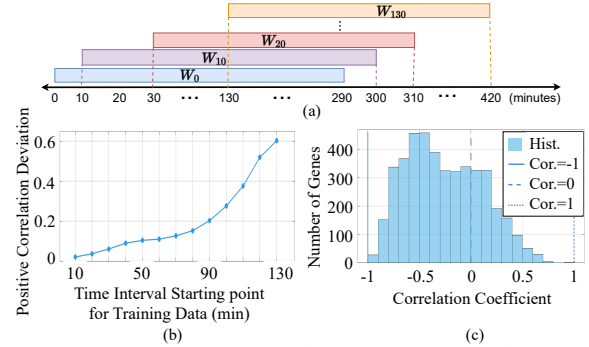 W130
W20
W10
W0
0 10 20 30 ••• 130 ••• 290 300 310 ••• 420 (minutes)
(a)
Positive Correlation Deviation
0.6
0.4
0.2
0
10 50 90 130
Time Interval Starting point
for Training Data (min)
(b)
Number of Genes
400
300
200
100
0
-1 -0.5 0 0.5 1
Correlation Coefficient
(c)
Hist.
Cor.=-1
Cor.=0
Cor.=1